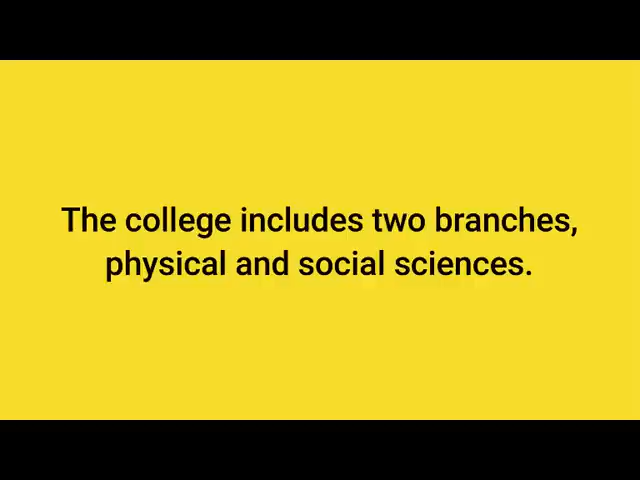 The college includes two branches,
physical and social sciences.